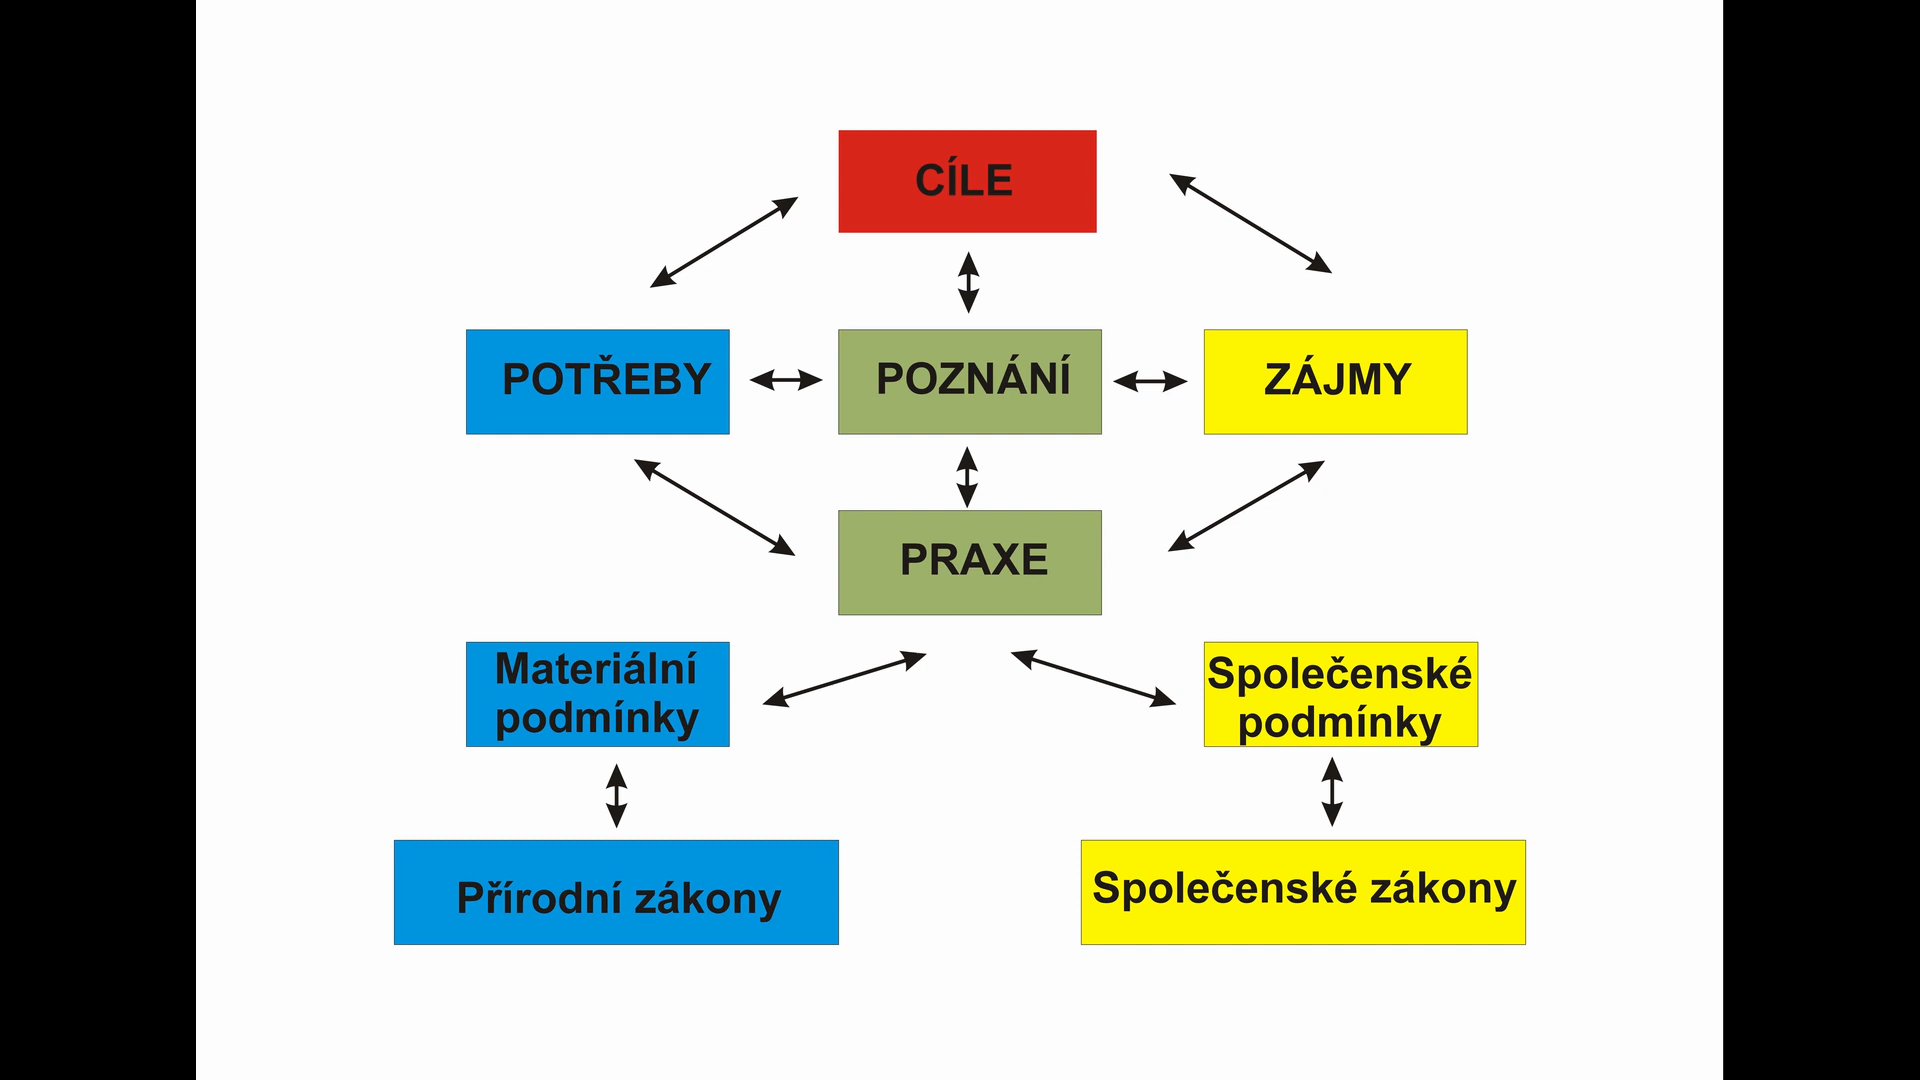 CÍLE
POTŘEBY
POZNÁNÍ
ZÁJMY
PRAXE
Materiální
podmínky
Společenské
podmínky
Přírodní zákony
Společenské zákony